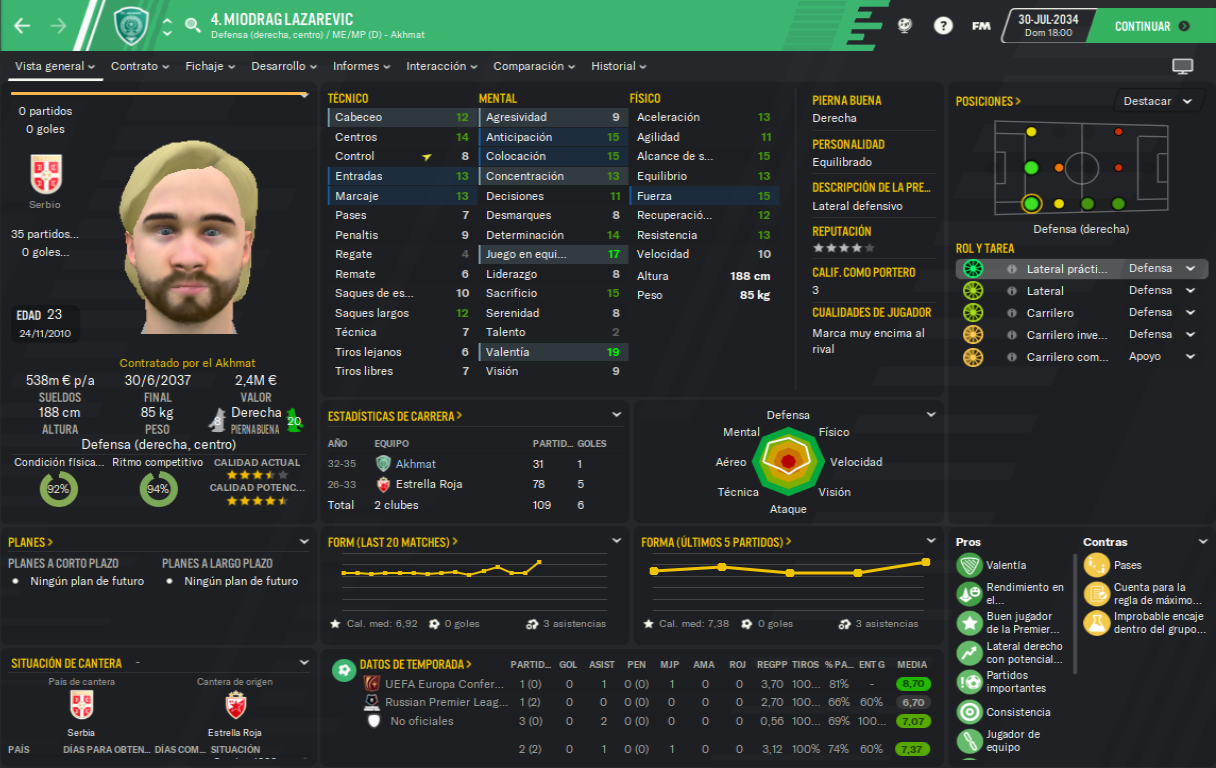 4. MIODRAG LAZAREVIC
Defensa (derecha, centro) / ME/MP (D) - Akhmat
?
FM
30-JUL-2034
Dom 18:00
CONTINUAR
Vista general
Contrato
Fichaje
Desarrollo
Informes
Interacción
Comparación
Historial
0 partidos
0 goles
Serbio
35 partidos...
0 goles...
EDAD 23
24/11/2010
Contratado por el Akhmat
538m € p/a
SUELDOS
30/6/2037
FINAL
2,4M €
VALOR
188 cm
ALTURA
85 kg
PESO
8
Derecha
PIERNA BUENA
20
Defensa (derecha, centro)
Condición física...
92%
Ritmo competitivo
94%
CALIDAD ACTUAL
CALIDAD POTENC...
TÉCNICO
Cabeceo 12
Centros 14
Control 8
Entradas 13
Marcaje 13
Pases 7
Penaltis 9
Regate 4
Remate 6
Saques de es... 10
Saques largos 12
Técnica 7
Tiros lejanos 6
Tiros libres 7
MENTAL
Agresividad 9
Anticipación 15
Colocación 15
Concentración 13
Decisiones 11
Desmarques 8
Determinación 14
Juego en equi... 17
Liderazgo 8
Sacrificio 15
Serenidad 8
Talento 2
Valentía 19
Visión 9
FÍSICO
Aceleración 13
Agilidad 11
Alcance de s... 15
Equilibrio 13
Fuerza 15
Recuperació... 12
Resistencia 13
Velocidad 10
Altura 188 cm
Peso 85 kg
PIERNA BUENA
Derecha
PERSONALIDAD
Equilibrado
DESCRIPCIÓN DE LA PRE...
Lateral defensivo
REPUTACIÓN
CALIF. COMO PORTERO
3
CUALIDADES DE JUGADOR
Marca muy encima al
rival
POSICIONES >
Destacar
Defensa (derecha)
ROL Y TAREA
Lateral prácti... Defensa
Lateral Defensa
Carrilero Defensa
Carrilero inve... Defensa
Carrilero com... Apoyo
ESTADÍSTICAS DE CARRERA >
AÑO EQUIPO PARTID... GOLES
32-35 Akhmat 31 1
26-33 Estrella Roja 78 5
Total 2 clubes 109 6
Defensa
Mental
Físico
Aéreo
Velocidad
Técnica
Visión
Ataque
PLANES >
PLANES A CORTO PLAZO
Ningún plan de futuro
PLANES A LARGO PLAZO
Ningún plan de futuro
FORM (LAST 20 MATCHES) >
Cal. med: 6,92 0 goles 3 asistencias
FORMA (ÚLTIMOS 5 PARTIDOS) >
Cal. med: 7,38 0 goles 3 asistencias
Pros
Valentía
Rendimiento en
el...
Buen jugador
de la Premier...
Lateral derecho
con potencial...
Partidos
importantes
Consistencia
Jugador de
equipo
Contras
Pases
Cuenta para la
regla de máximo...
Improbable encaje
dentro del grupo...
SITUACIÓN DE CANTERA -
País de cantera
Serbia
Cantera de origen
Estrella Roja
PAÍS DÍAS PARA OBTEN... DÍAS COM... SITUACIÓN
DATOS DE TEMPORADA > PARTID... GOL ASIST PEN MJP AMA ROJ REGPP TIROS % PA... ENT G MEDIA
UEFA Europa Confer... 1 (0) 0 1 0 (0) 1 0 0 3,70 100... 81% - 8,70
Russian Premier Leag... 1 (2) 0 0 0 (0) 0 0 0 2,70 100... 66% 60% 6,70
No oficiales 3 (0) 0 2 0 (0) 0 0 0 0,56 100... 69% 100... 7,07
2 (2) 0 1 0 (0) 1 0 0 3,12 100% 74% 60% 7,37